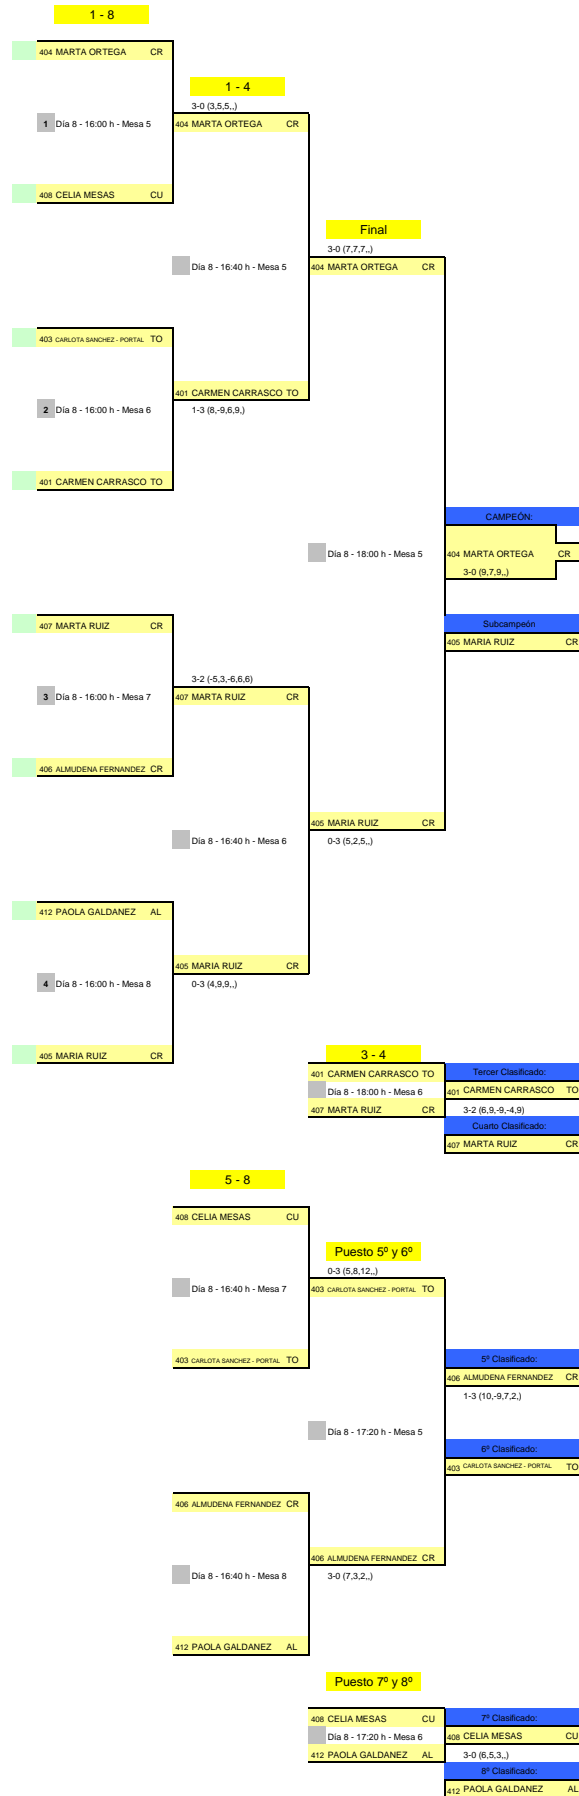 1 - 8
404 MARTA ORTEGA CR
1 - 4
3-0 (3,5,5,,)
1 Día 8 - 16:00 h - Mesa 5
404 MARTA ORTEGA CR
408 CELIA MESAS CU
Final
3-0 (7,7,7,,)
Día 8 - 16:40 h - Mesa 5
404 MARTA ORTEGA CR
403 CARLOTA SANCHEZ - PORTAL TO
401 CARMEN CARRASCO TO
2 Día 8 - 16:00 h - Mesa 6
1-3 (8,-9,6,9,)
401 CARMEN CARRASCO TO
CAMPEÓN:
Día 8 - 18:00 h - Mesa 5
404 MARTA ORTEGA CR
3-0 (9,7,9,,)
407 MARTA RUIZ CR
Subcampeón
405 MARIA RUIZ CR
3-2 (-5,3,-6,6,6)
3 Día 8 - 16:00 h - Mesa 7
407 MARTA RUIZ CR
406 ALMUDENA FERNANDEZ CR
405 MARIA RUIZ CR
Día 8 - 16:40 h - Mesa 6
0-3 (5,2,5,,)
412 PAOLA GALDANEZ AL
405 MARIA RUIZ CR
4 Día 8 - 16:00 h - Mesa 8
0-3 (4,9,9,,)
405 MARIA RUIZ CR
3 - 4
401 CARMEN CARRASCO TO
Tercer Clasificado:
Día 8 - 18:00 h - Mesa 6
401 CARMEN CARRASCO TO
407 MARTA RUIZ CR
3-2 (6,9,-9,-4,9)
Cuarto Clasificado:
407 MARTA RUIZ CR
5 - 8
408 CELIA MESAS CU
Puesto 5º y 6º
0-3 (5,8,12,,)
Día 8 - 16:40 h - Mesa 7
403 CARLOTA SANCHEZ - PORTAL TO
403 CARLOTA SANCHEZ - PORTAL TO
5º Clasificado:
406 ALMUDENA FERNANDEZ CR
1-3 (10,-9,7,2,)
Día 8 - 17:20 h - Mesa 5
6º Clasificado:
403 CARLOTA SANCHEZ - PORTAL TO
406 ALMUDENA FERNANDEZ CR
406 ALMUDENA FERNANDEZ CR
Día 8 - 16:40 h - Mesa 8
3-0 (7,3,2,,)
412 PAOLA GALDANEZ AL
Puesto 7º y 8º
408 CELIA MESAS CU
7º Clasificado:
Día 8 - 17:20 h - Mesa 6
408 CELIA MESAS CU
412 PAOLA GALDANEZ AL
3-0 (6,5,3,,)
8º Clasificado:
412 PAOLA GALDANEZ AL